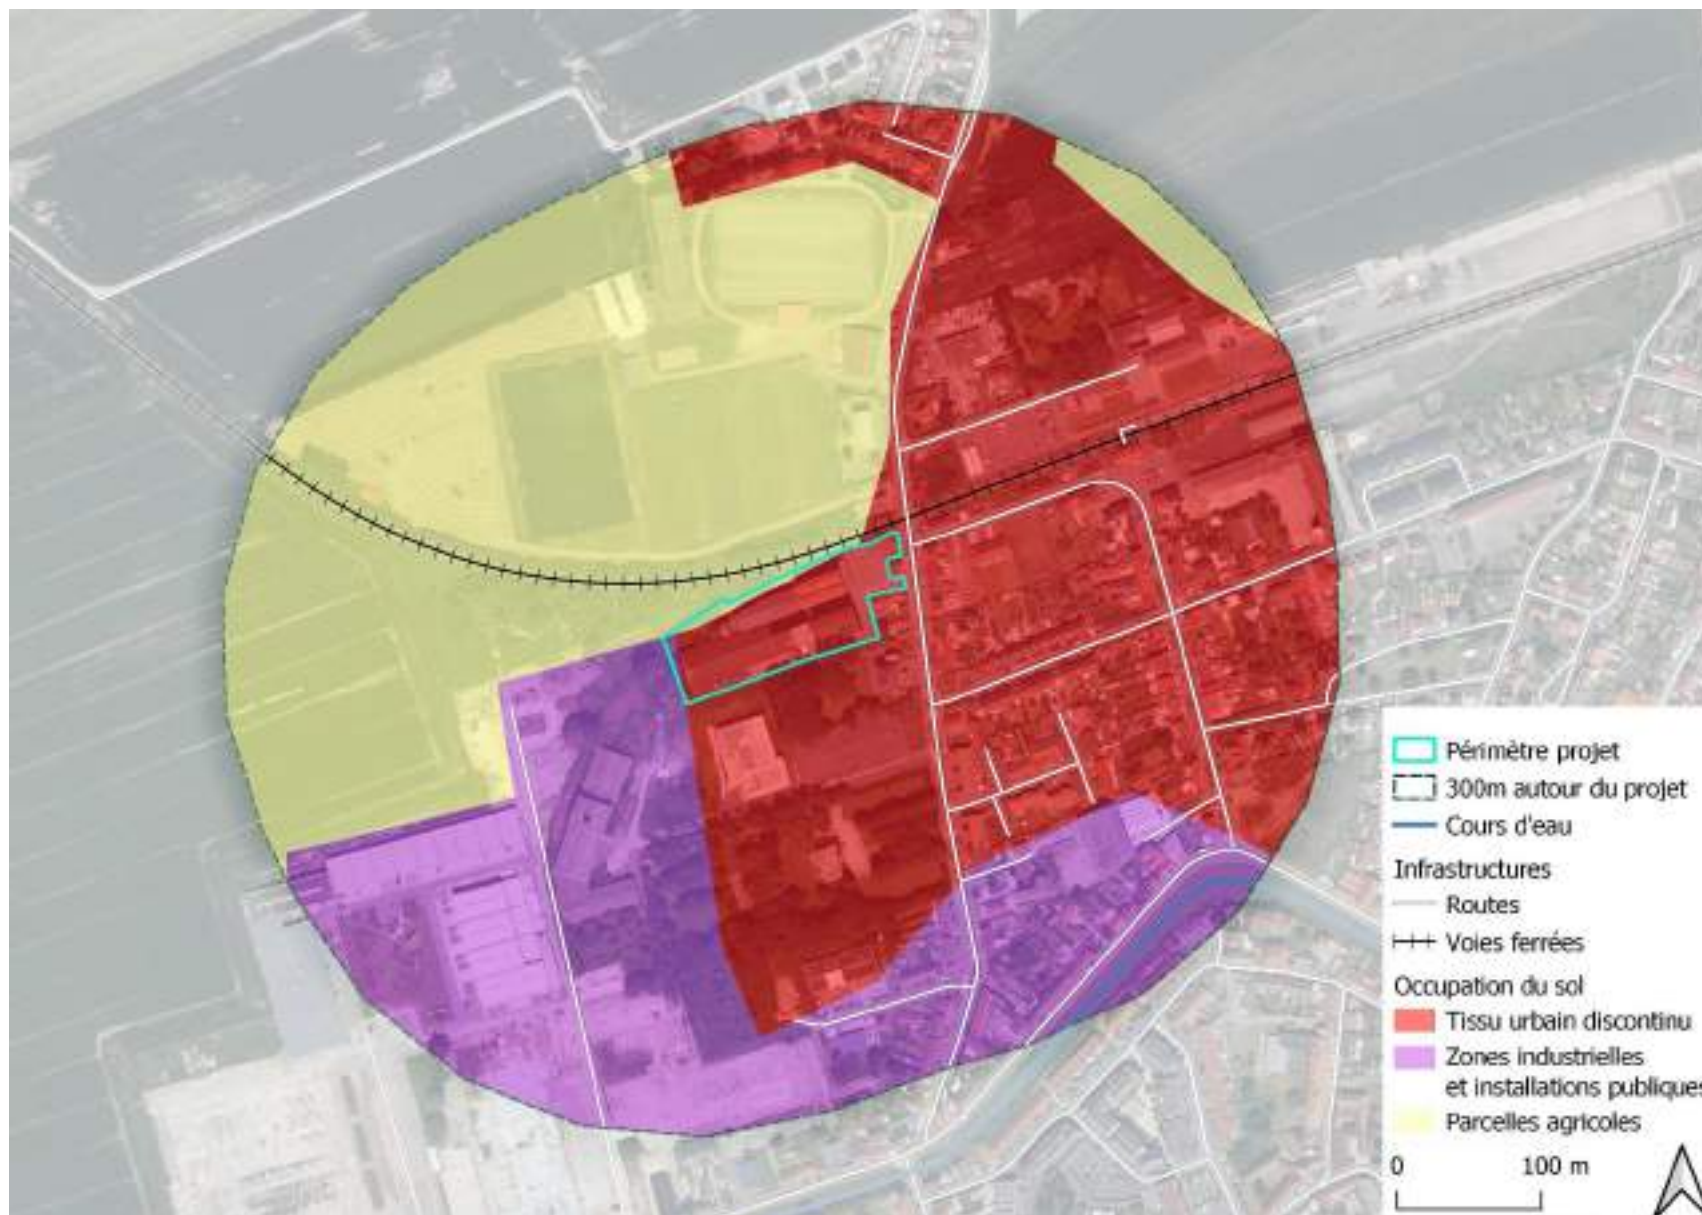 Périmètre projet
300m autour du projet
Cours d'eau
Infrastructures
Routes
Voies ferrées
Occupation du sol
Tissu urbain discontinu
Zones industrielles
et installations publiques
Parcelles agricoles
0 100 m